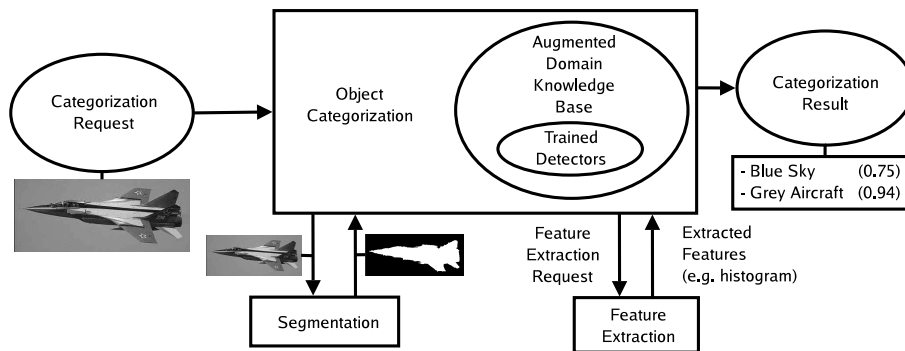 Categorization
Request
Object
Categorization
Augmented
Domain
Knowledge
Base
Trained
Detectors
Categorization
Result
- Blue Sky (0.75)
- Grey Aircraft (0.94)
Feature
Extraction
Request
Extracted
Features
(e.g. histogram)
Segmentation
Feature
Extraction